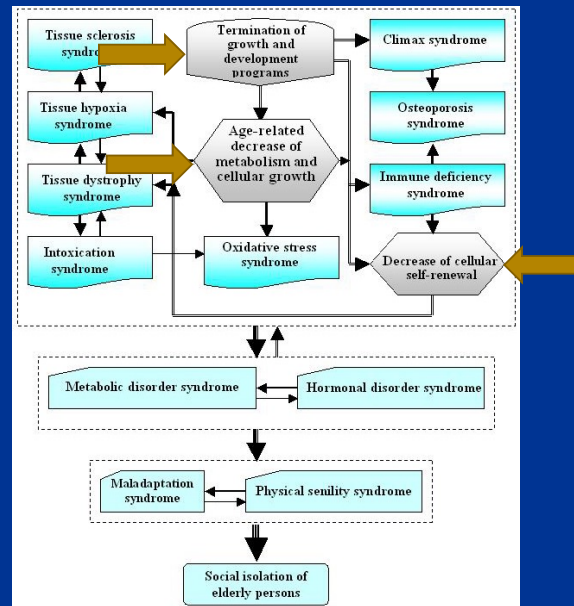 Tissue sclerosis
syndro
Termination of
growth and
development
programs
Climax syndrome
Tissue hypoxia
syndrome
Age-related
decrease of
metabolism and
cellular growth
Osteoporosis
syndrome
Tissue dystrophy
syndrome
Immune deficiency
syndrome
Intoxication
syndrome
Oxidative stress
syndrome
Decrease of cellular
self-renewal
Metabolic disorder syndrome
Hormonal disorder syndrome
Maladaptation
syndrome
Physical senility syndrome
Social isolation of
elderly persons